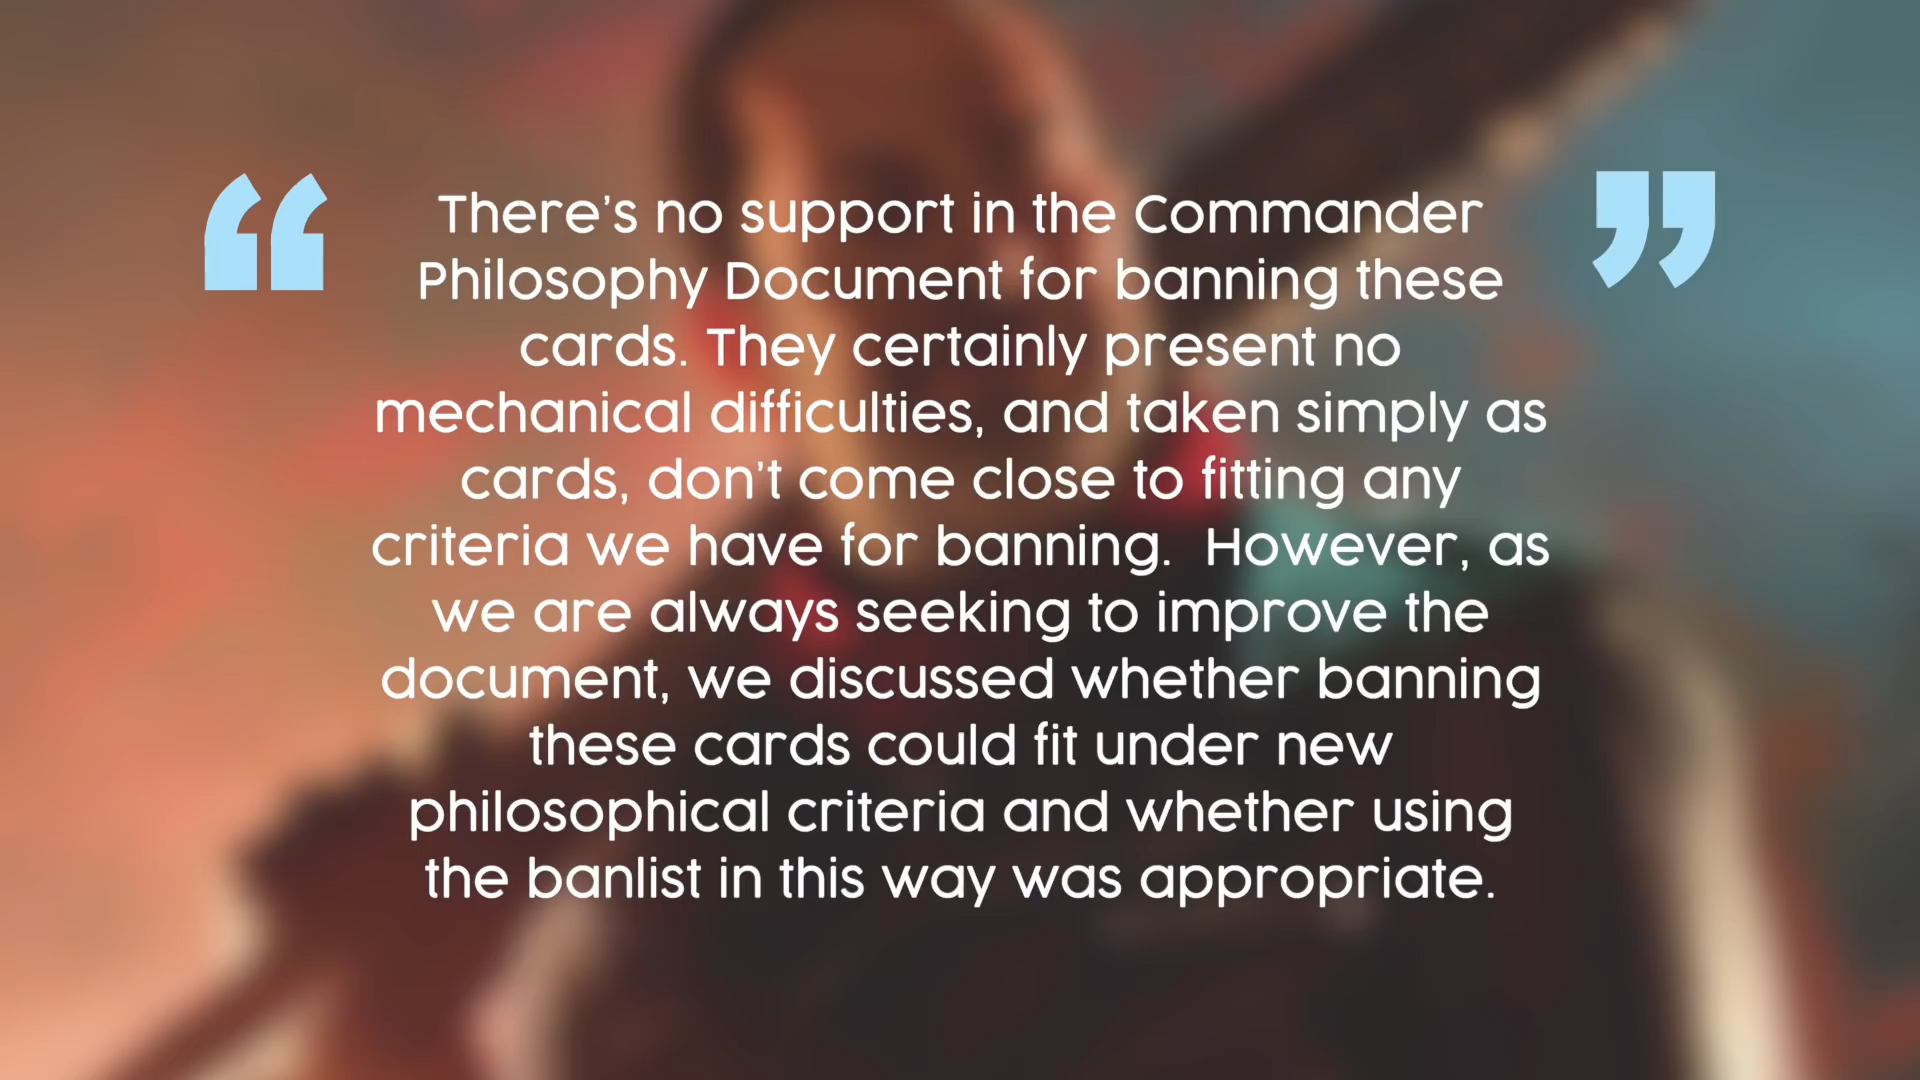 “ There’s no support in the Commander ”
Philosophy Document for banning these
cards. They certainly present no
mechanical difficulties, and taken simply as
cards, don’t come close to fitting any
criteria we have for banning.  However, as
we are always seeking to improve the
document, we discussed whether banning
these cards could fit under new
philosophical criteria and whether using
the banlist in this way was appropriate.